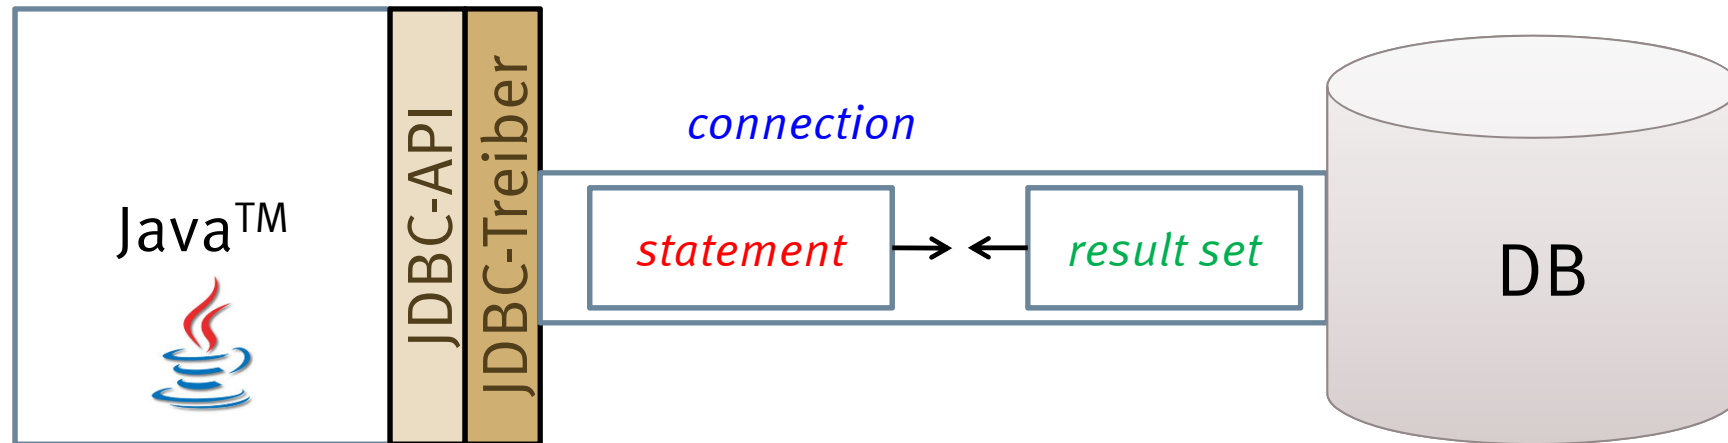 Java™
JDBC-API
JDBC-Treiber
connection
statement
result set
DB